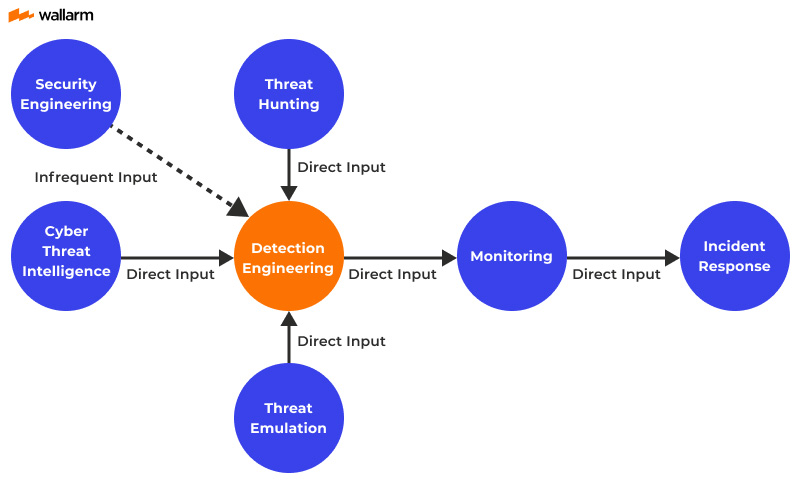 wallarm
Security
Engineering
Threat
Hunting
Direct Input
Infrequent Input
Cyber
Threat
Intelligence
Direct Input
Detection
Engineering
Direct Input
Monitoring
Direct Input
Incident
Response
Direct Input
Threat
Emulation